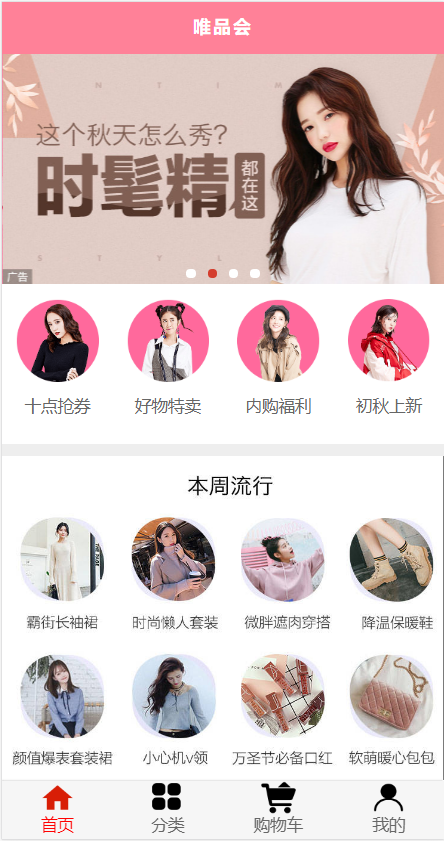 唯品会
N T I M
这个秋天怎么秀?
时髦精
都在这
S T Y L
广告
十点抢券 好物特卖 内购福利 初秋上新
本周流行
霸街长袖裙 时尚懒人套装 微胖遮肉穿搭 降温保暖鞋
颜值爆表套装裙 小心机v领 万圣节必备口红 软萌暖心包包
首页 分类 购物车 我的